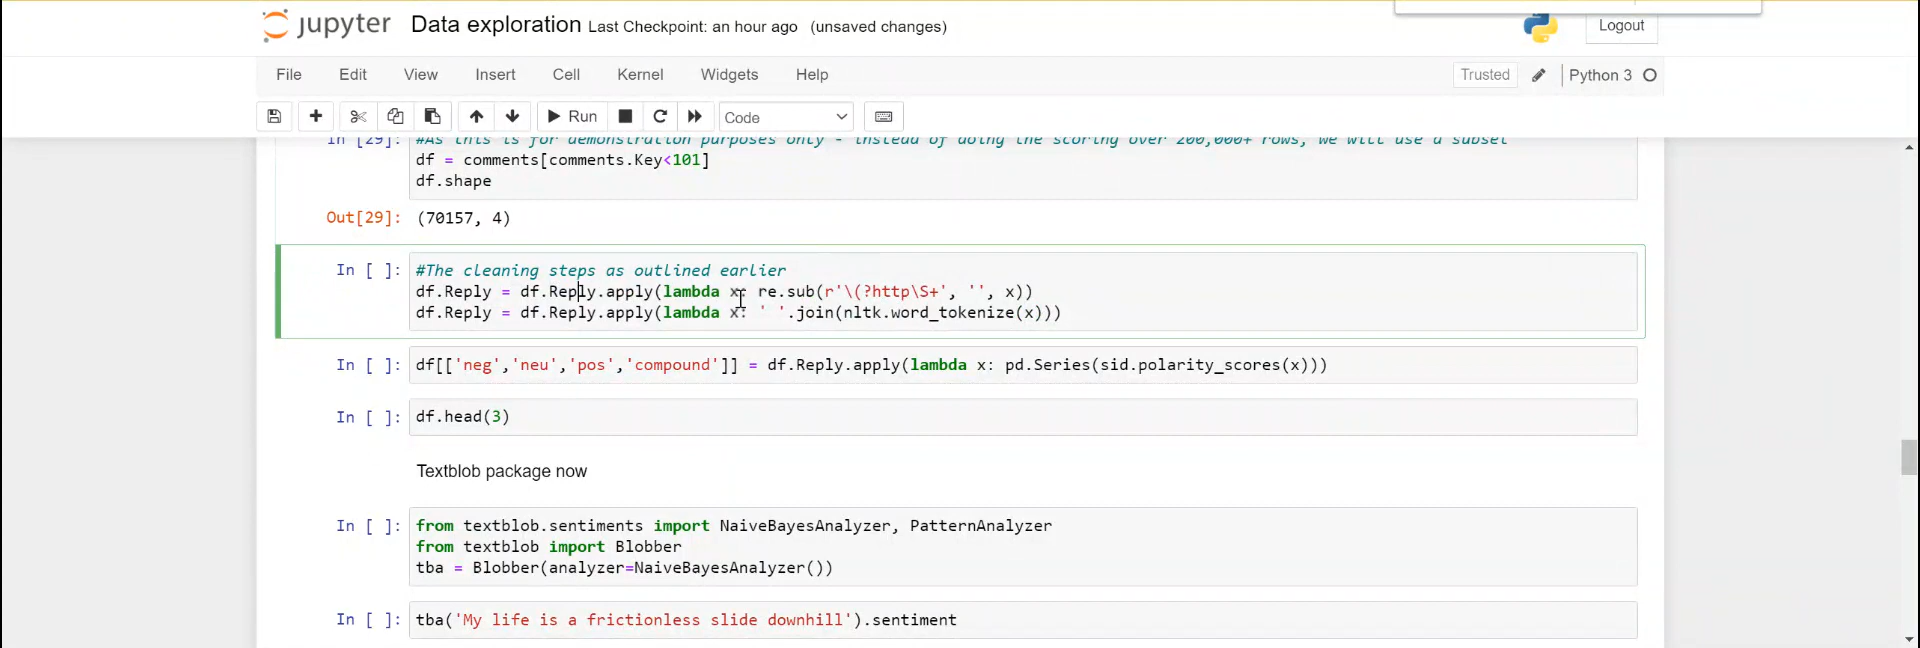 jupyter Data exploration Last Checkpoint: an hour ago (unsaved changes) Logout
File Edit View Insert Cell Kernel Widgets Help Trusted Python 3
Run Code
In [29]: #As this is for demonstration purposes only - instead of doing the scoring over 200,000+ rows, we will use a subset
df = comments[comments.Key<101]
df.shape
Out[29]: (70157, 4)
In [ ]: #The cleaning steps as outlined earlier
df.Reply = df.Reply.apply(lambda x: re.sub(r'\(?http\S+', '', x))
df.Reply = df.Reply.apply(lambda x: ' '.join(nltk.word_tokenize(x)))
In [ ]: df[['neg','neu','pos','compound']] = df.Reply.apply(lambda x: pd.Series(sid.polarity_scores(x)))
In [ ]: df.head(3)
Textblob package now
In [ ]: from textblob.sentiments import NaiveBayesAnalyzer, PatternAnalyzer
from textblob import Blobber
tba = Blobber(analyzer=NaiveBayesAnalyzer())
In [ ]: tba('My life is a frictionless slide downhill').sentiment